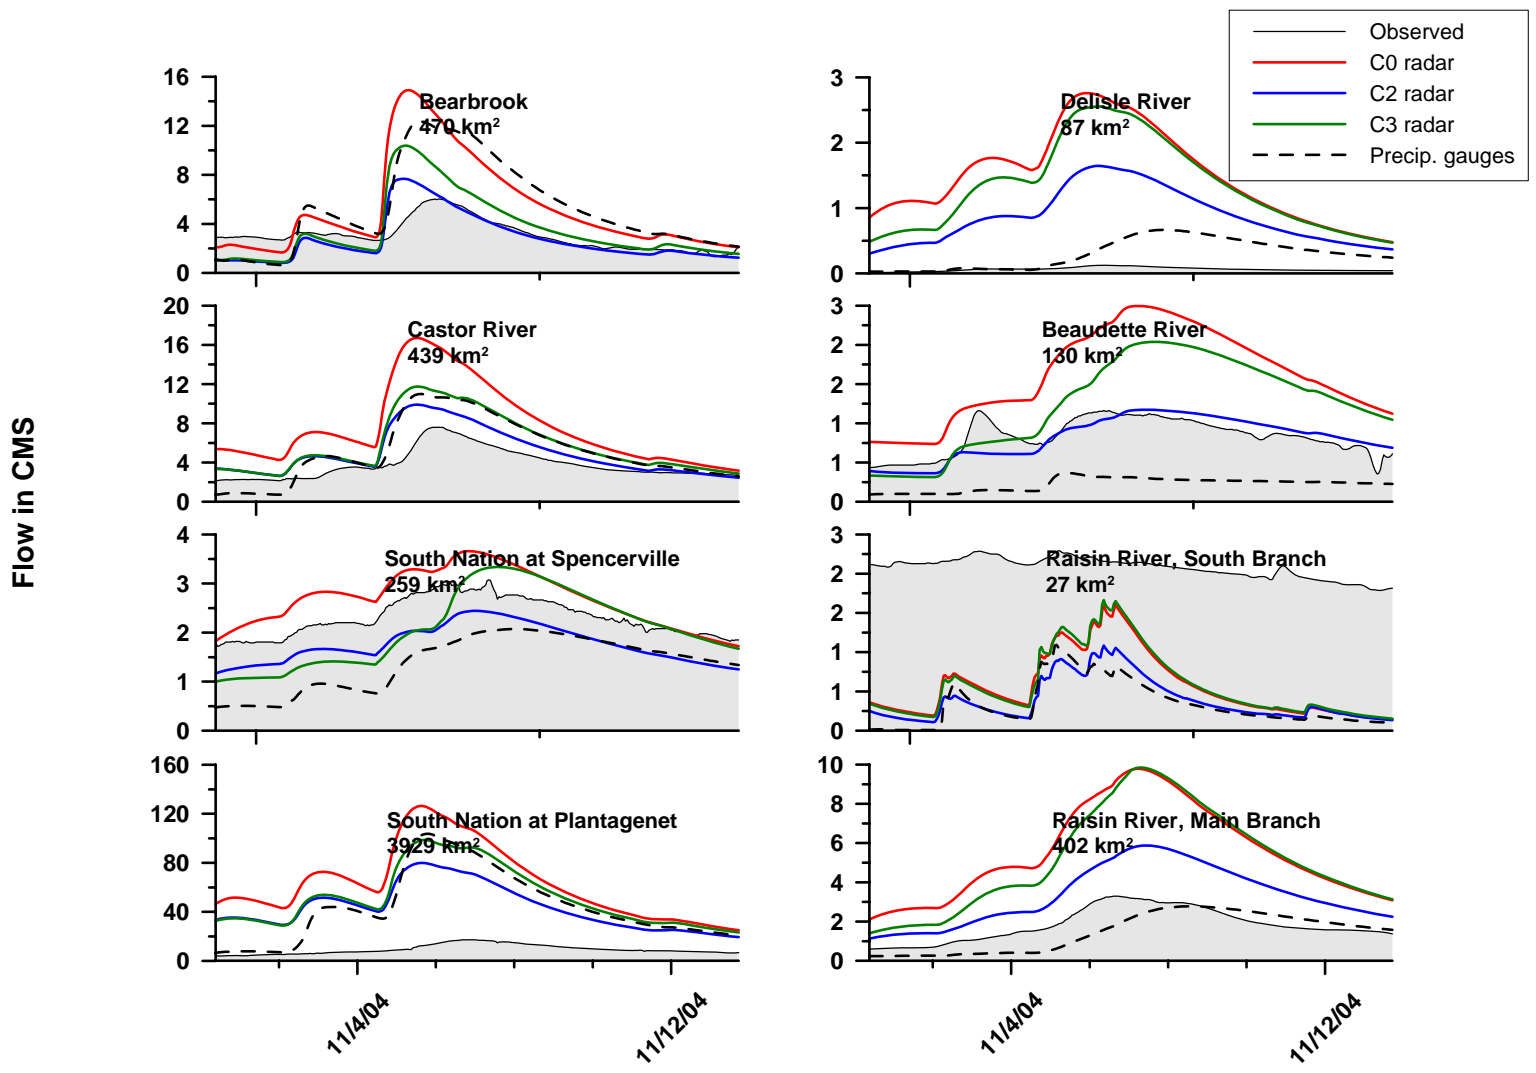 Observed
C0 radar
C2 radar
C3 radar
Precip. gauges
Flow in CMS
16
12
8
4
0
Bearbrook
470 km²
3
2
1
0
Delisle River
87 km²
20
16
12
8
4
0
Castor River
439 km²
3
2
2
1
1
0
Beaudette River
130 km²
4
3
2
1
0
South Nation at Spencerville
259 km²
3
2
2
1
1
0
Raisin River, South Branch
27 km²
160
120
80
40
0
South Nation at Plantagenet
3929 km²
11/4/04
11/12/04
10
8
6
4
2
0
Raisin River, Main Branch
402 km²
11/4/04
11/12/04